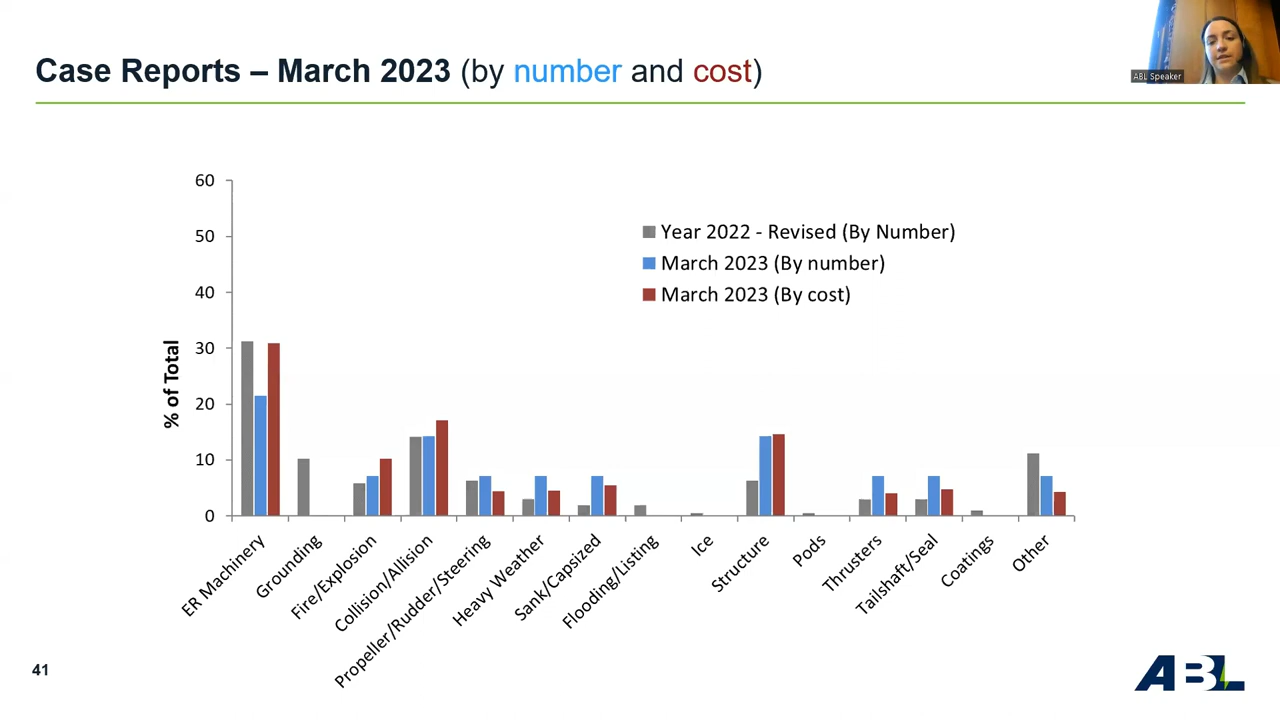 Case Reports – March 2023 (by number and cost)
ABL Speaker
60
50
40
30
20
10
0
% of Total
Year 2022 - Revised (By Number)
March 2023 (By number)
March 2023 (By cost)
ER Machinery
Grounding
Fire/Explosion
Collision/Allision
Propeller/Rudder/Steering
Heavy Weather
Sank/Capsized
Flooding/Listing
Ice
Structure
Pods
Thrusters
Tailshaft/Seal
Coatings
Other
41
ABL